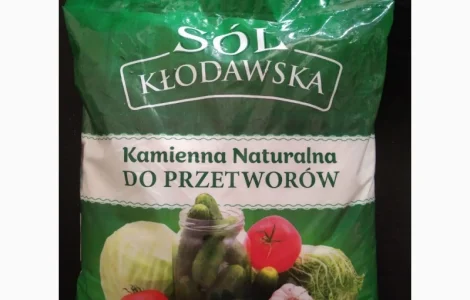 SÓL
KŁODAWSKA
Kamienna Naturalna
DO PRZETWORÓW